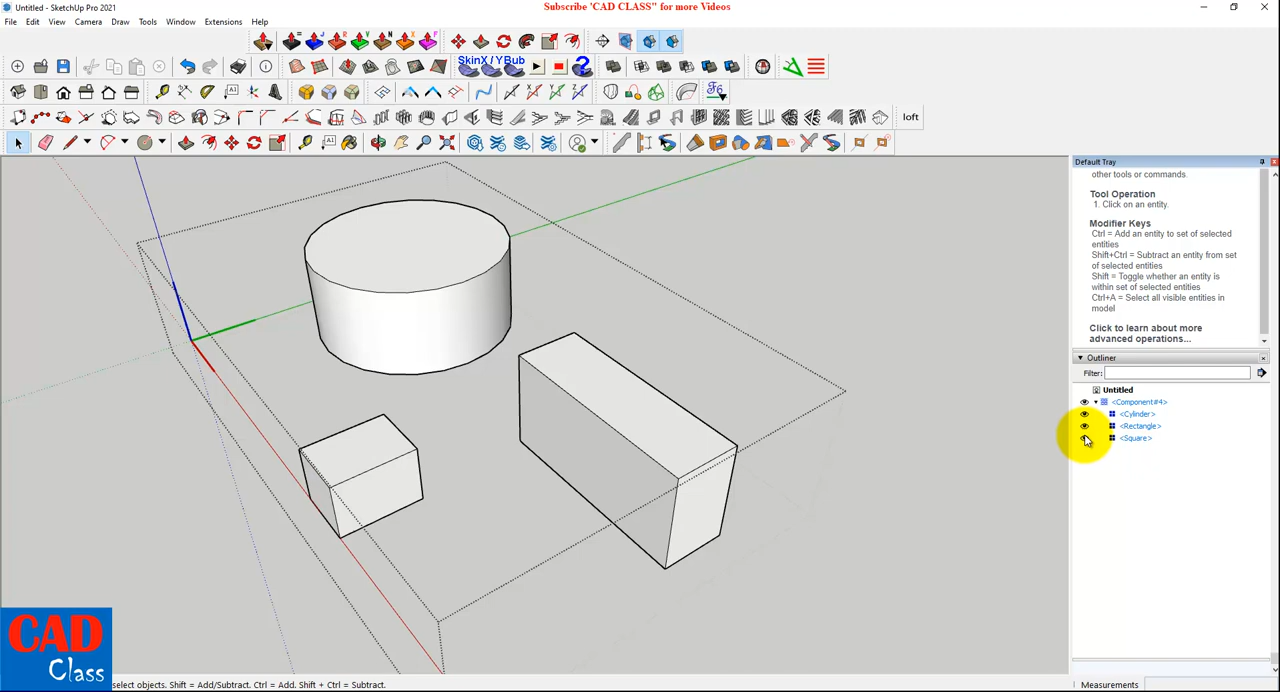 Untitled - SketchUp Pro 2021
Subscribe 'CAD CLASS" for more Videos
File Edit View Camera Draw Tools Window Extensions Help
SkinX / YBub
F6
loft
Default Tray
other tools or commands.
Tool Operation
1. Click on an entity.
Modifier Keys
Ctrl = Add an entity to set of selected
entities
Shift+Ctrl = Subtract an entity from set
of selected entities
Shift = Toggle whether an entity is
within set of selected entities
Ctrl+A = Select all visible entities in
model
Click to learn about more
advanced operations...
Outliner
Filter:
Untitled
<Component#4>
<Cylinder>
<Rectangle>
<Square>
CAD
Class
select objects. Shift = Add/Subtract. Ctrl = Add. Shift + Ctrl = Subtract.
Measurements